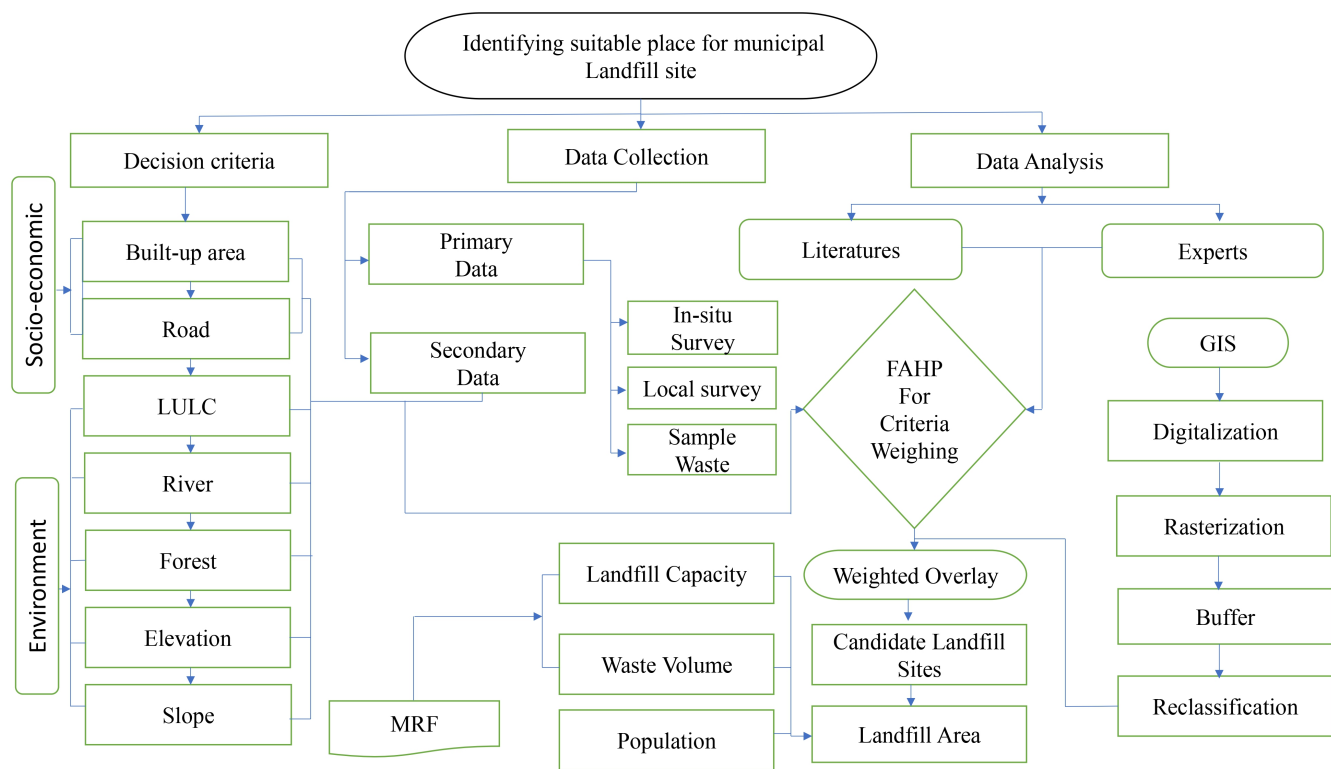 Identifying suitable place for municipal
Landfill site
Decision criteria
Data Collection
Data Analysis
Socio-economic
Built-up area
Road
Environment
LULC
River
Forest
Elevation
Slope
Primary
Data
Secondary
Data
In-situ
Survey
Local survey
Sample
Waste
Literatures
Experts
FAHP
For
Criteria
Weighing
GIS
Digitalization
Rasterization
Buffer
Reclassification
MRF
Landfill Capacity
Waste Volume
Population
Weighted Overlay
Candidate Landfill
Sites
Landfill Area